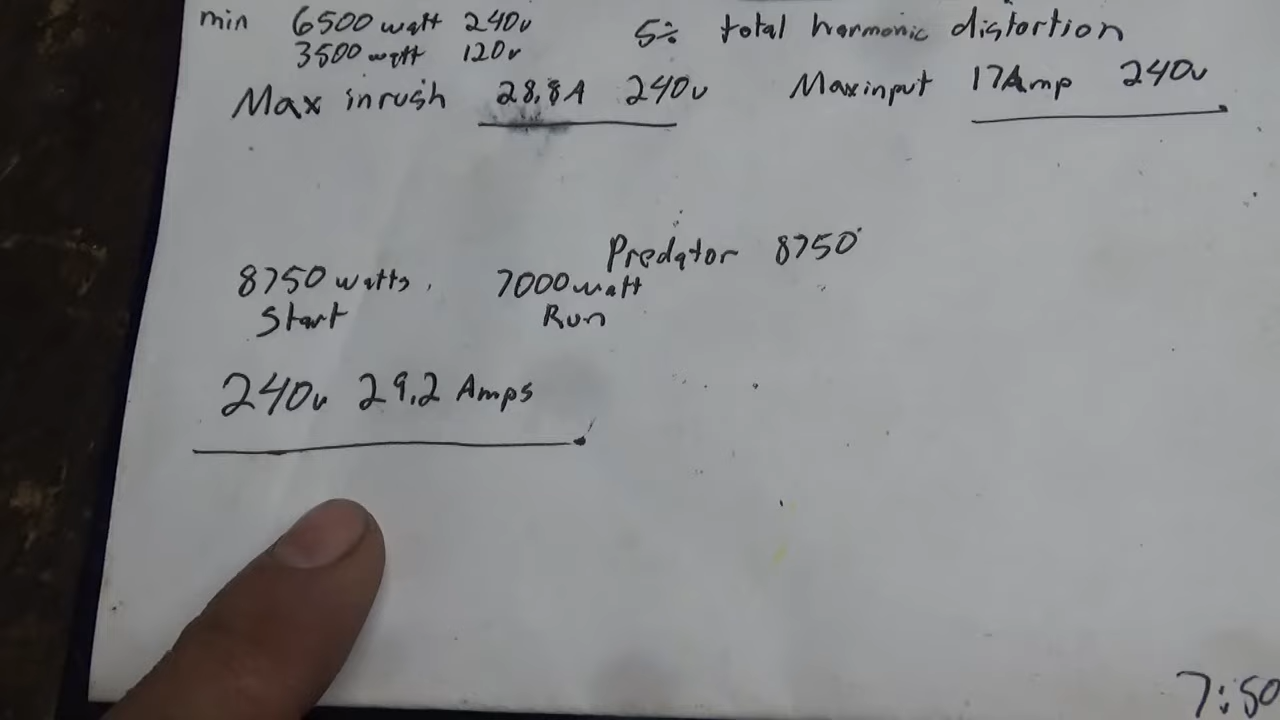 min 6500 watt 240v 5% total harmonic distortion
3500 watt 120v
Max inrush 28.8A 240v Max input 17Amp 240v
Predator 8750
8750 watts. 7000 watt
Start Run
240v 29.2 Amps
7:50